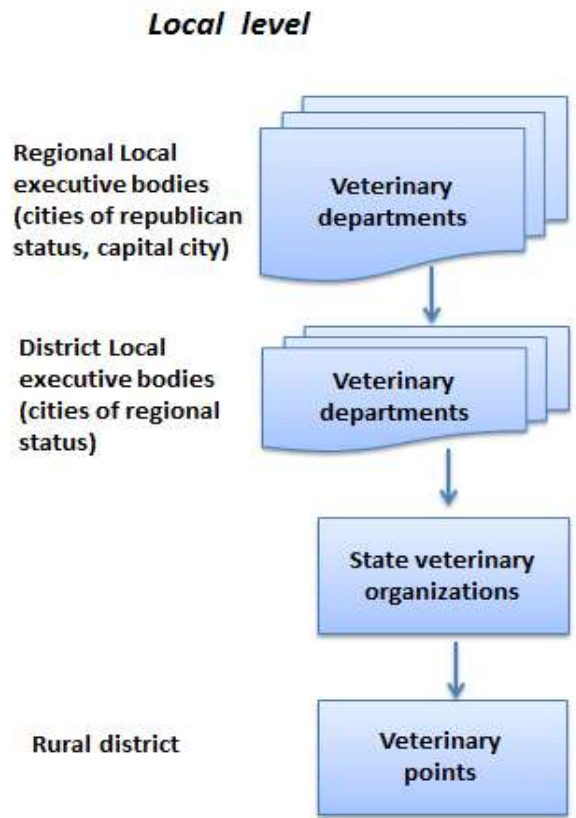 Local level
Regional Local
executive bodies
(cities of republican
status, capital city)
Veterinary
departments
District Local
executive bodies
(cities of regional
status)
Veterinary
departments
State veterinary
organizations
Rural district
Veterinary
points